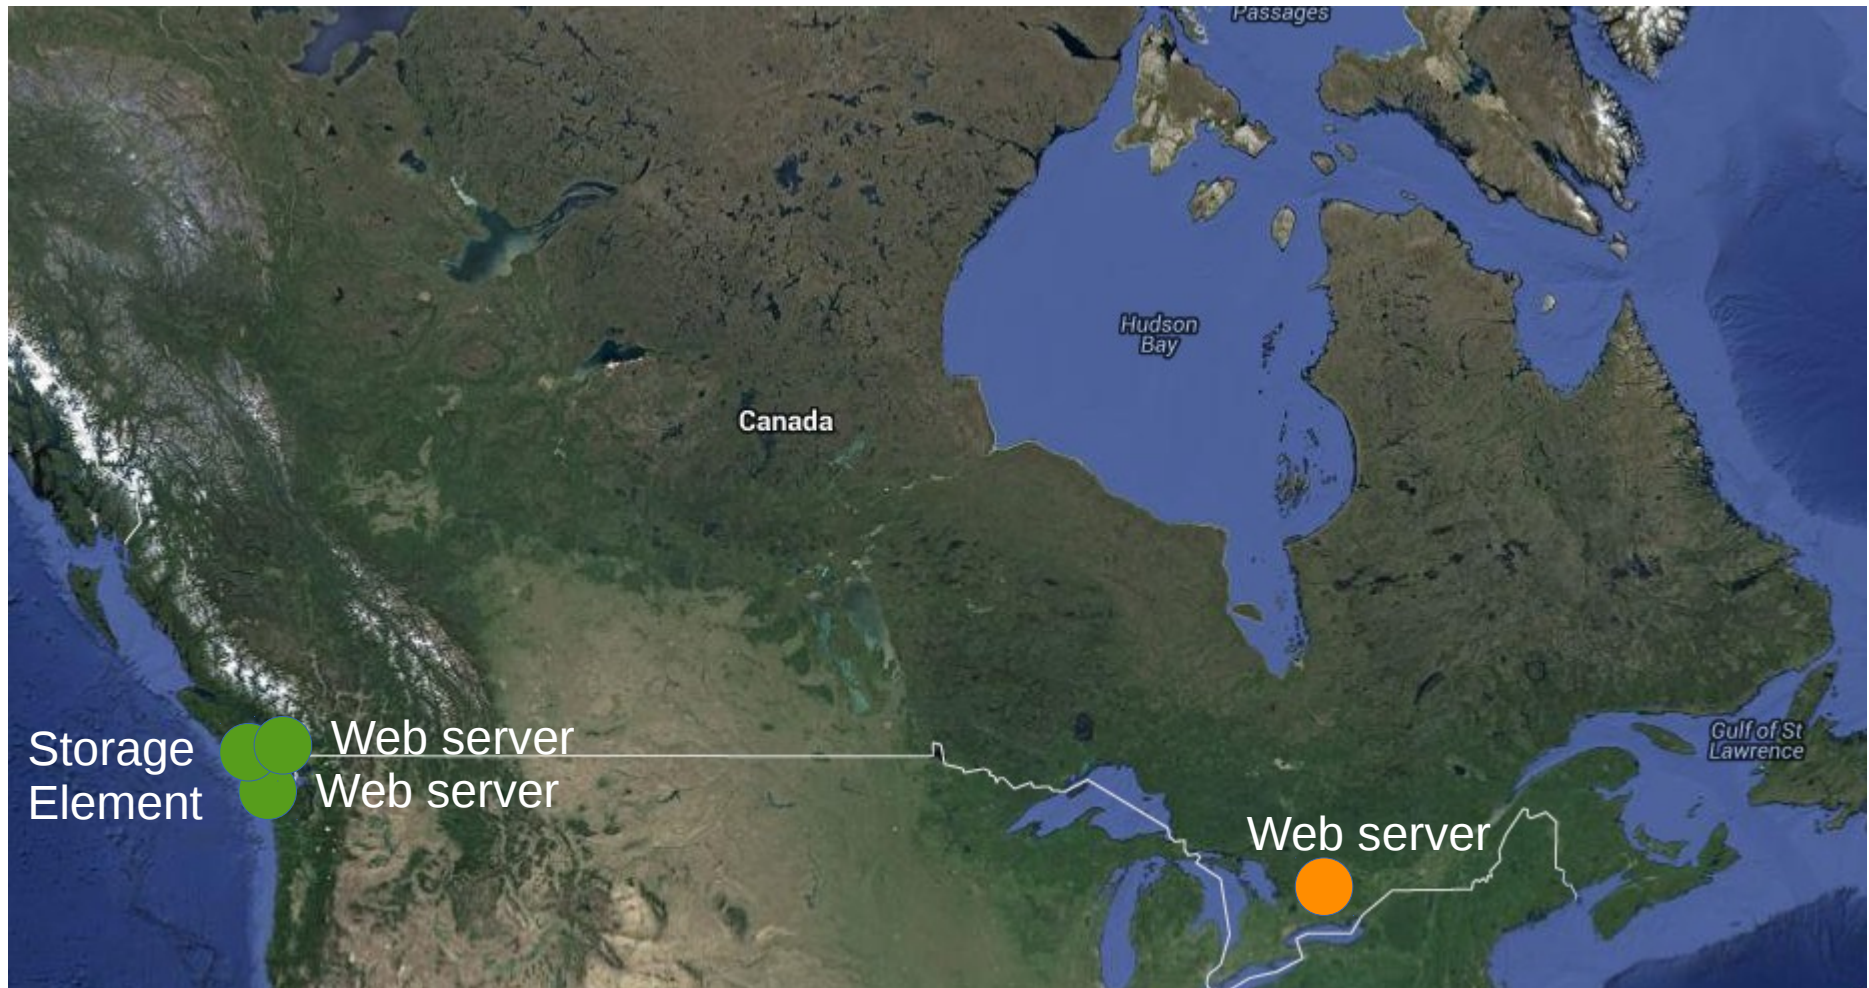 Passages
Hudson
Bay
Canada
Storage
Element
Web server
Web server
Gulf of St
Lawrence
Web server